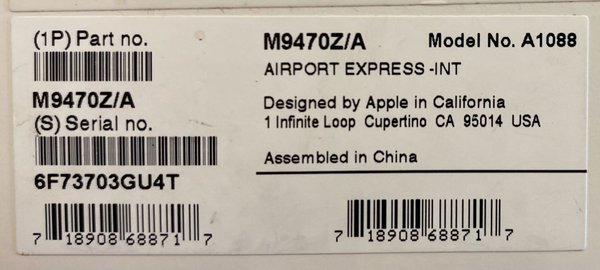 (1P) Part no.
M9470Z/A
(S) Serial no.
6F73703GU4T
7 18908 68871 7
M9470Z/A Model No. A1088
AIRPORT EXPRESS -INT
Designed by Apple in California
1 Infinite Loop Cupertino CA 95014 USA
Assembled in China
7 18908 68871 7